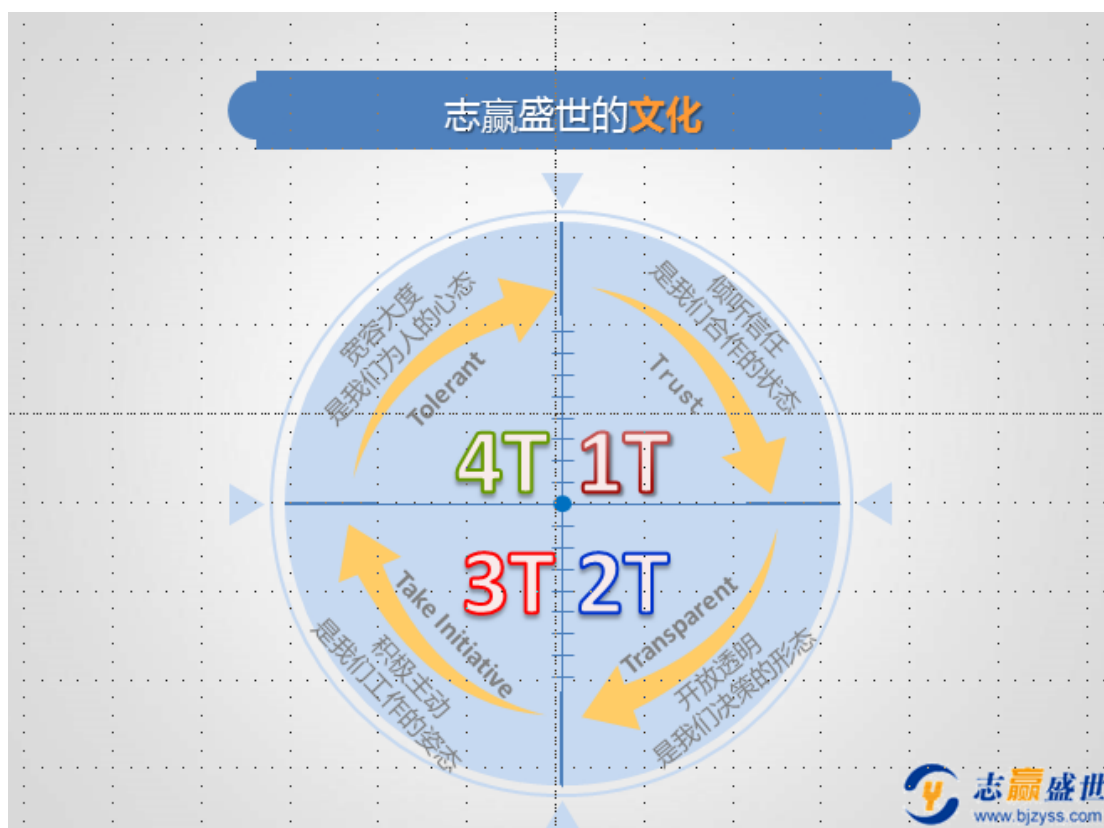 志赢盛世的文化
宽容大度
是我们为人的心态
Tolerant
4T
倾听信任
是我们合作的状态
Trust
1T
Take Initiative
积极主动
是我们工作的姿态
3T
2T
Transparent
开放透明
是我们决策的形态
志赢盛世
www.bjzyss.com